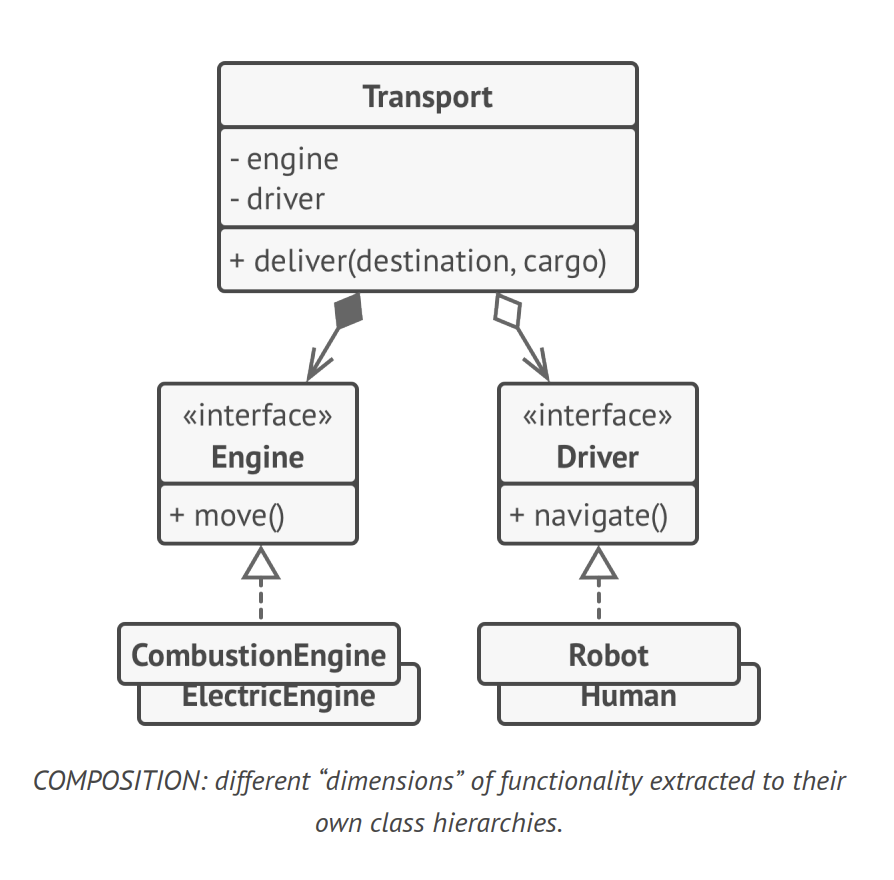 Transport
- engine
- driver
+ deliver(destination, cargo)
«interface»
Engine
+ move()
«interface»
Driver
+ navigate()
CombustionEngine
ElectricEngine
Robot
Human
COMPOSITION: different “dimensions” of functionality extracted to their
own class hierarchies.